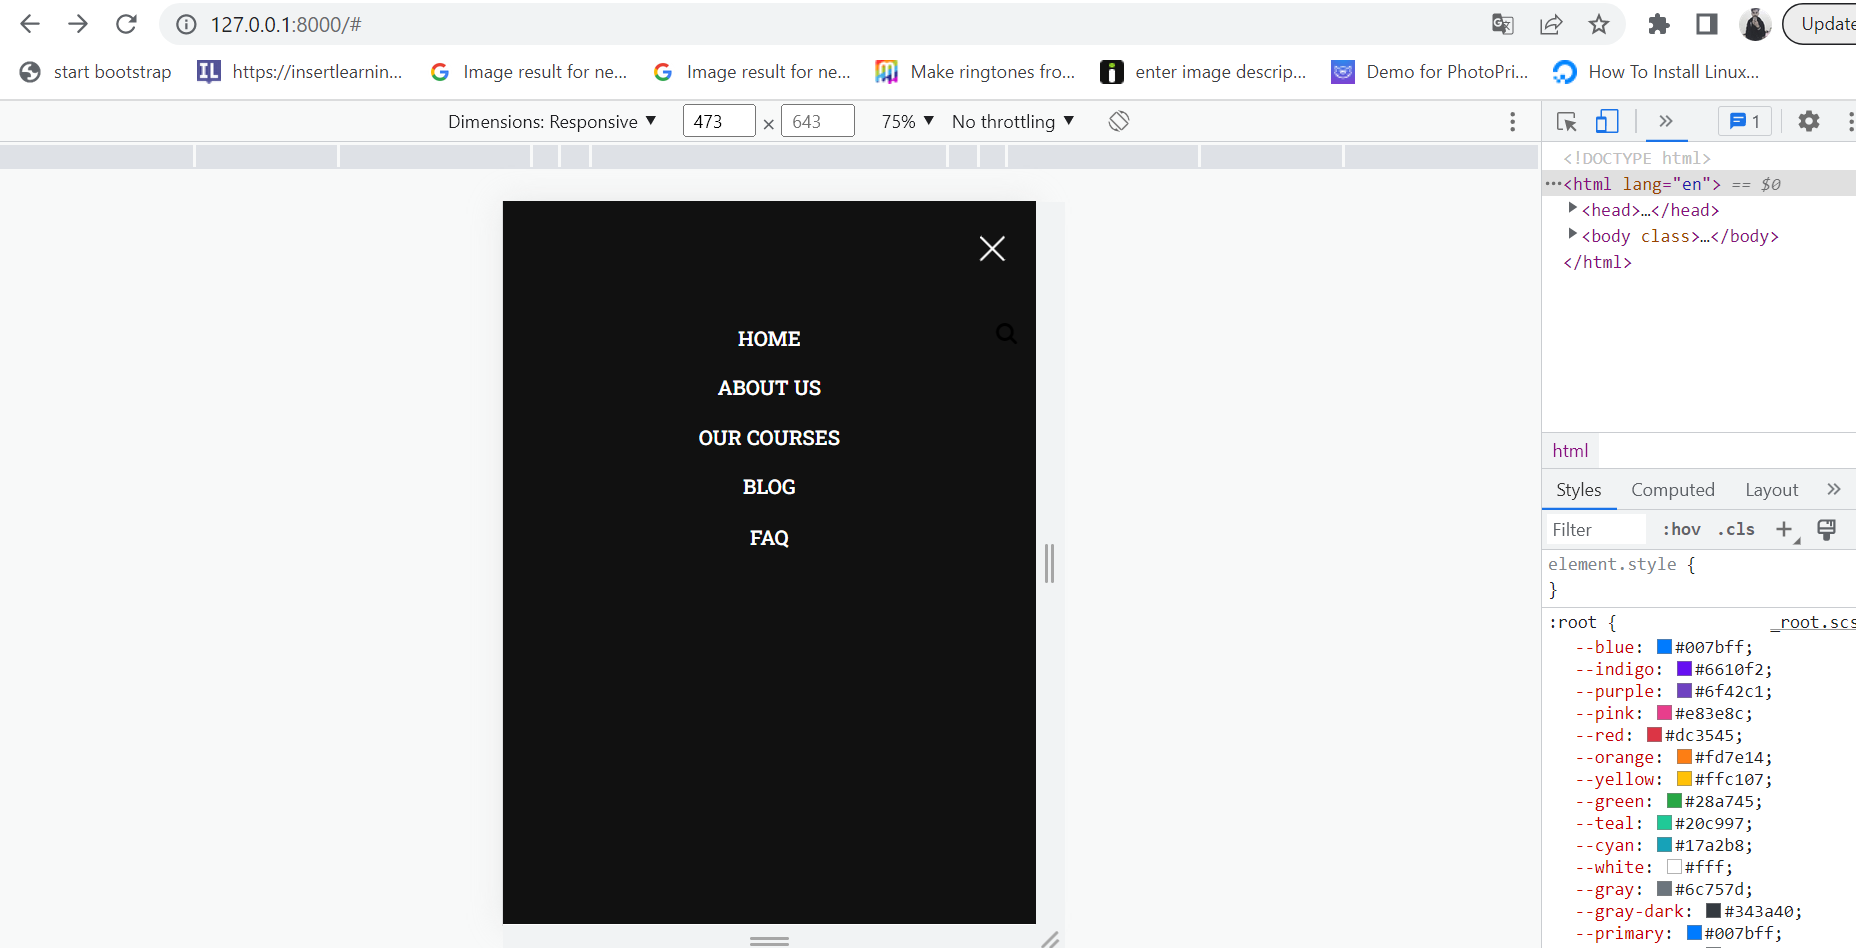 127.0.0.1:8000/#
Update
start bootstrap
IL
https://insertlearnin...
Image result for ne...
Image result for ne...
Make ringtones fro...
enter image descrip...
Demo for PhotoPri...
How To Install Linux...
Dimensions: Responsive ▼ 473 × 643 75% ▼ No throttling ▼
1
<!DOCTYPE html>
···<html lang="en"> == $0
<head>…</head>
<body class>…</body>
</html>
HOME
ABOUT US
OUR COURSES
BLOG
FAQ
html
Styles Computed Layout »
Filter :hov .cls +
element.style {
}
:root { _root.scs
--blue: #007bff;
--indigo: #6610f2;
--purple: #6f42c1;
--pink: #e83e8c;
--red: #dc3545;
--orange: #fd7e14;
--yellow: #ffc107;
--green: #28a745;
--teal: #20c997;
--cyan: #17a2b8;
--white: #fff;
--gray: #6c757d;
--gray-dark: #343a40;
--primary: #007bff;